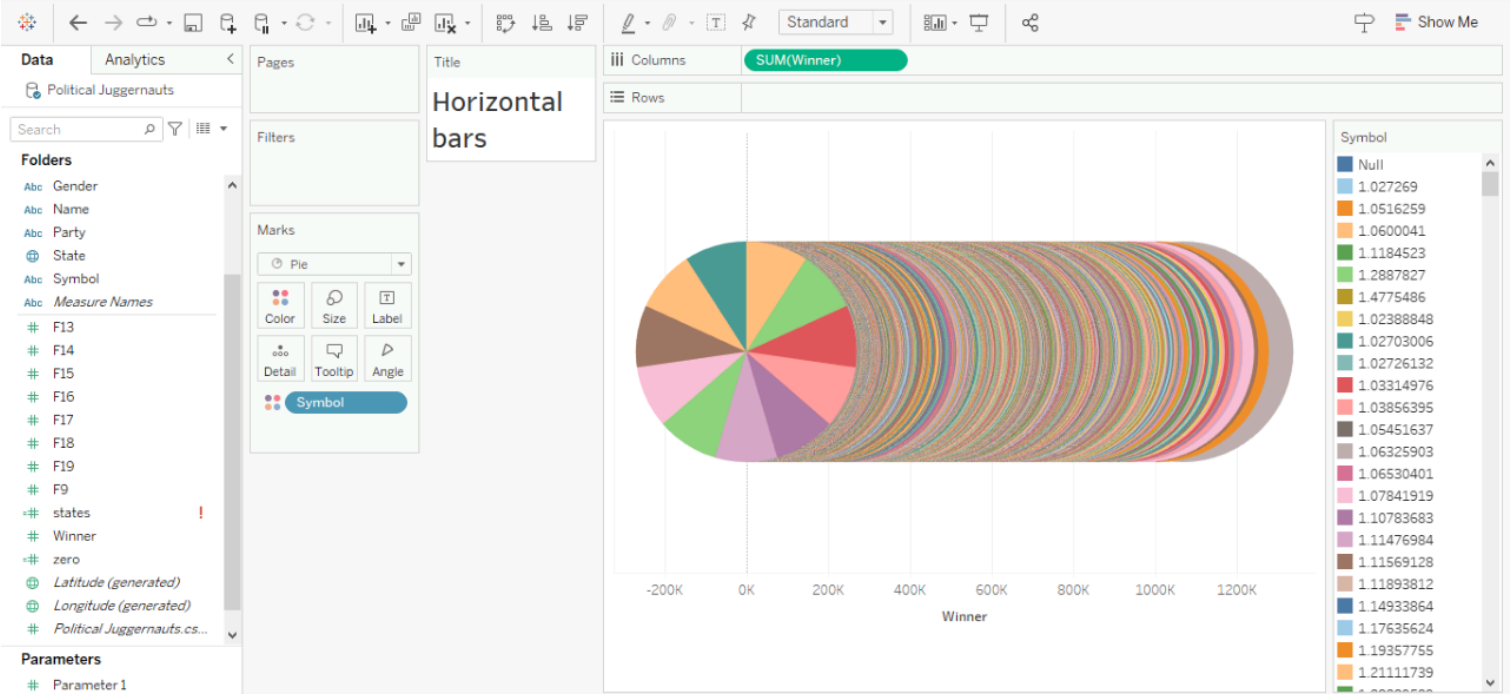 Standard
Show Me
Data
Analytics
Political Juggernauts
Search
Folders
Abc Gender
Abc Name
Abc Party
State
Abc Symbol
Abc Measure Names
# F13
# F14
# F15
# F16
# F17
# F18
# F19
# F9
=# states !
# Winner
=# zero
Latitude (generated)
Longitude (generated)
# Political Juggernauts.cs...
Parameters
# Parameter 1
Pages
Filters
Marks
Pie
Color
Size
Label
Detail
Tooltip
Angle
Symbol
Title
Horizontal
bars
Columns
SUM(Winner)
Rows
-200K 0K 200K 400K 600K 800K 1000K 1200K
Winner
Symbol
Null
1.027269
1.0516259
1.0600041
1.1184523
1.2887827
1.4775486
1.02388848
1.02703006
1.02726132
1.03314976
1.03856395
1.05451637
1.06325903
1.06530401
1.07841919
1.10783683
1.11476984
1.11569128
1.11893812
1.14933864
1.17635624
1.19357755
1.21111739